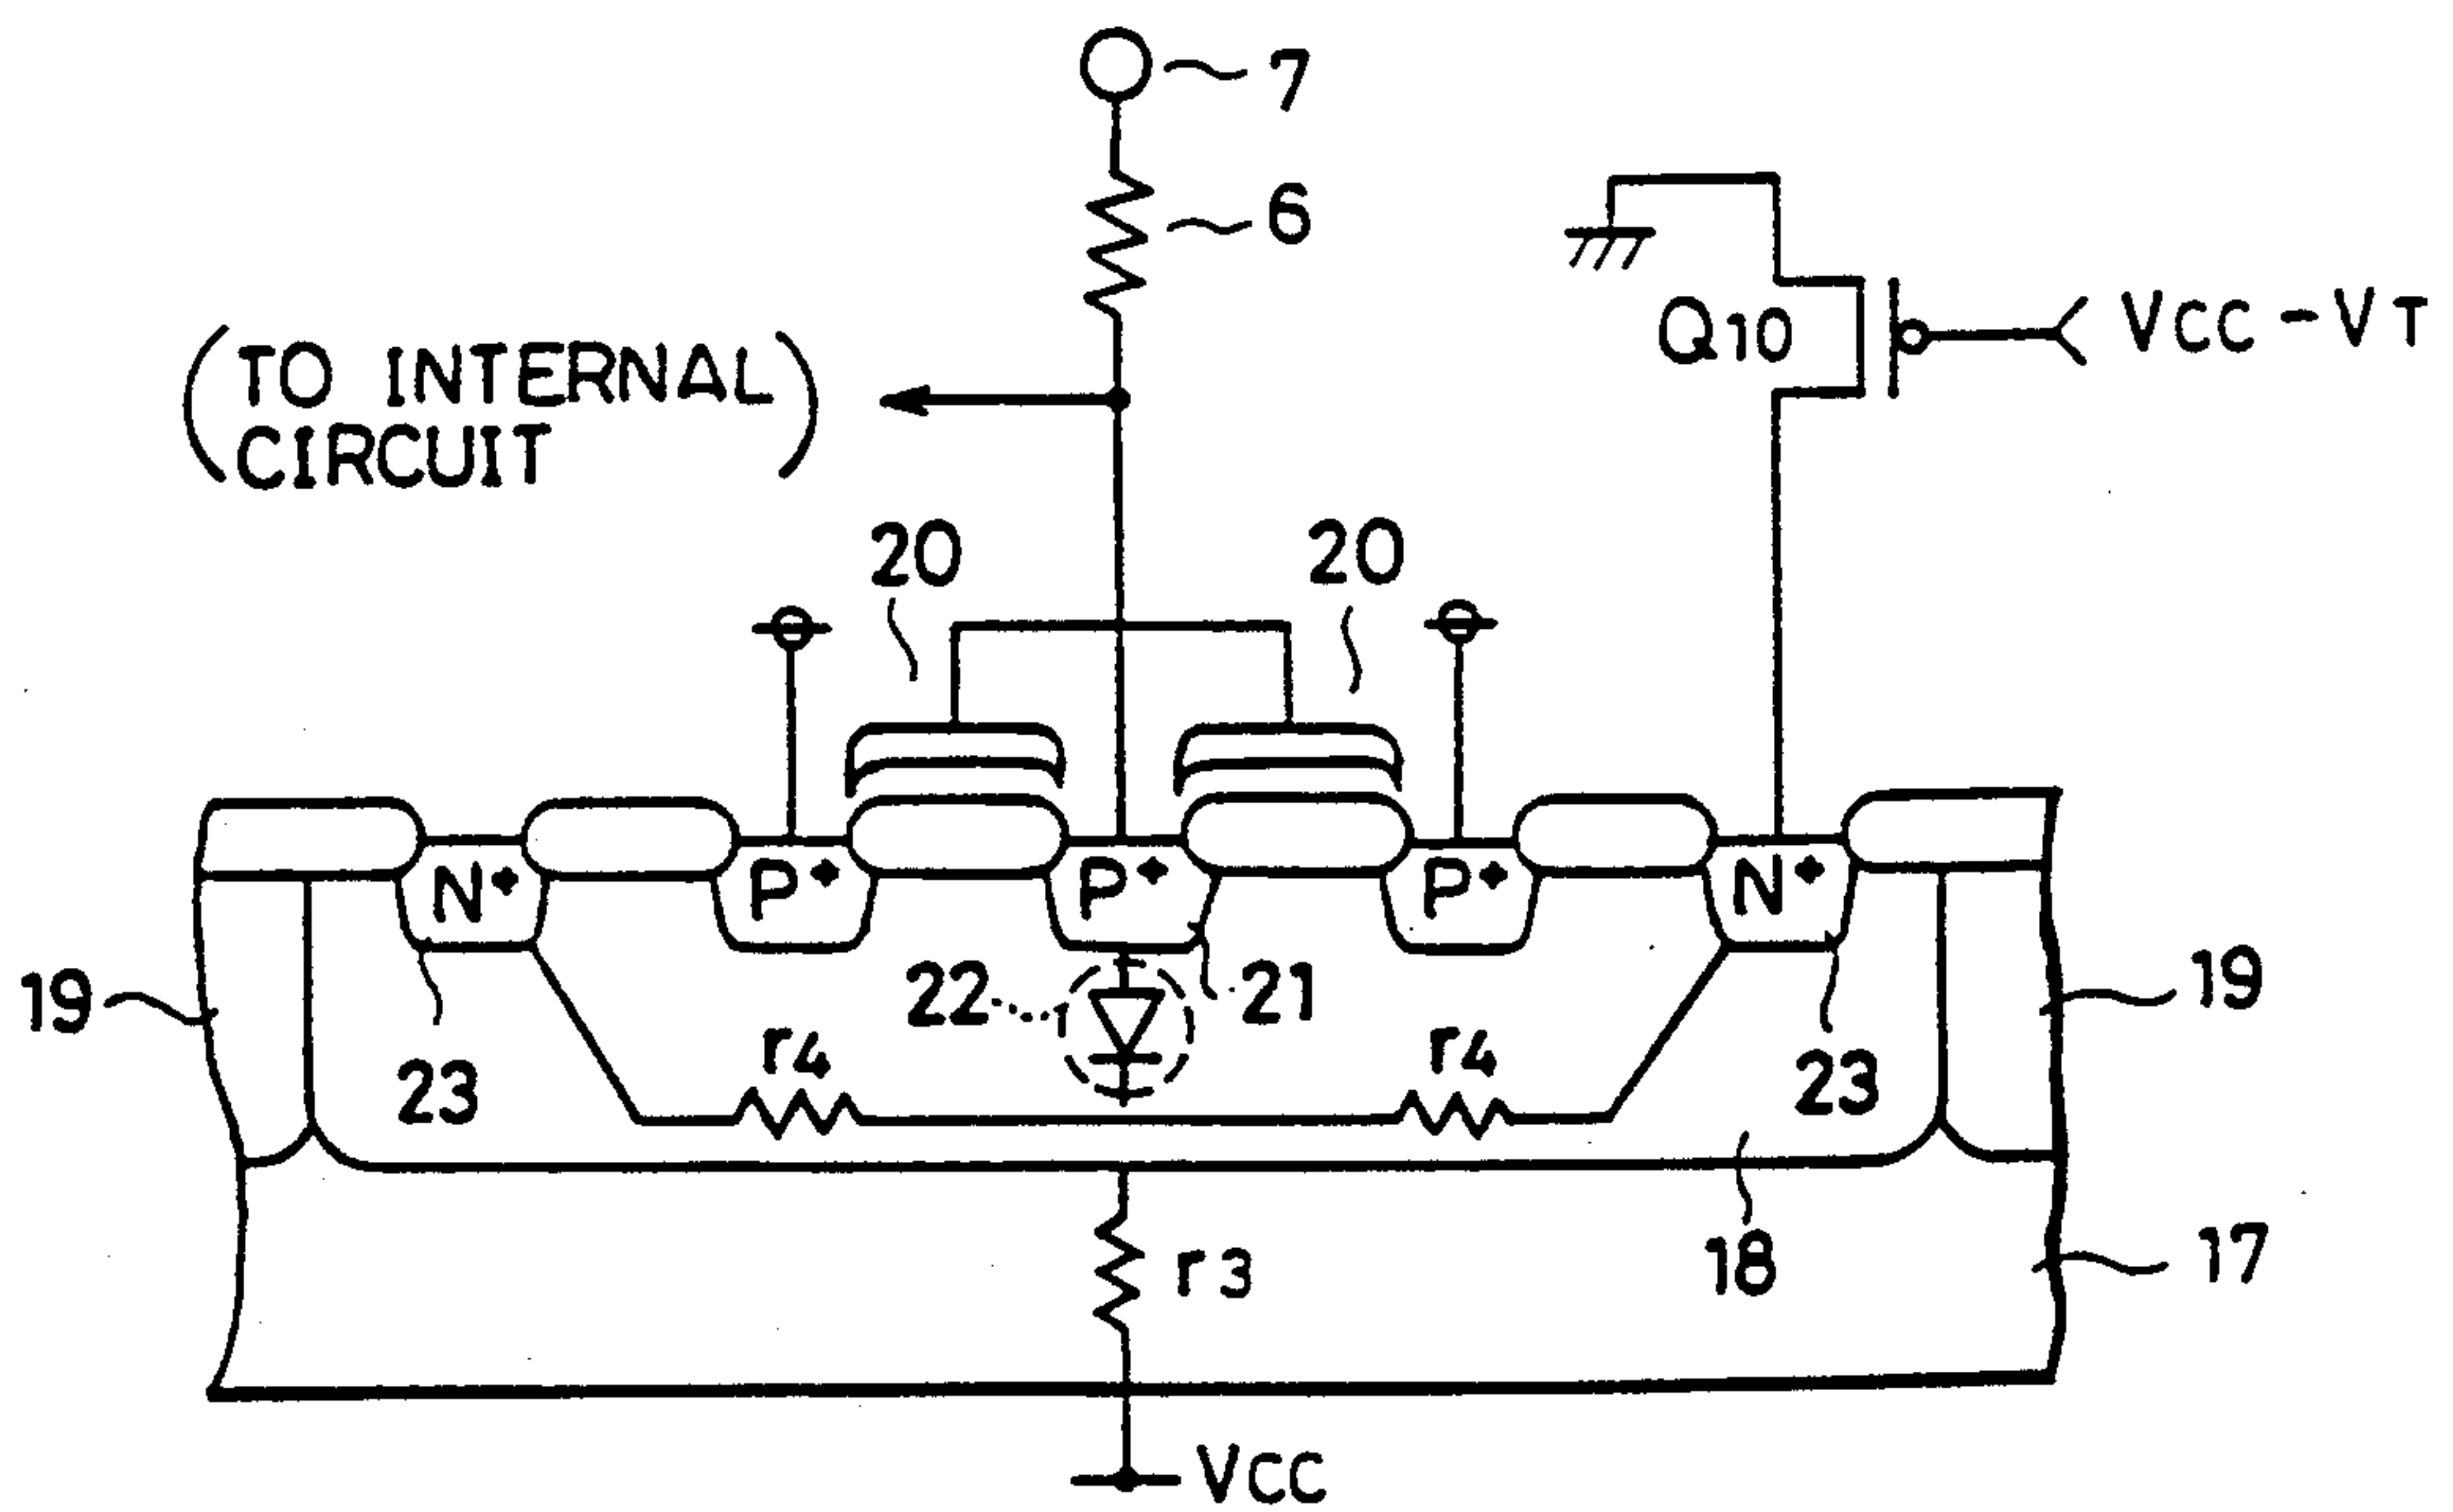 7
6
Q10
VCC-VT
(TO INTERNAL
CIRCUIT)
20
20
N+
P+
P+
P+
N+
19
22
21
19
r4
r4
23
23
18
17
r3
VCC